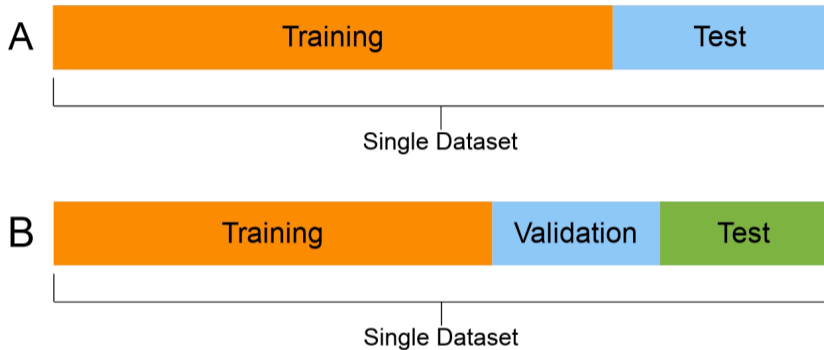 A Training Test
Single Dataset
B Training Validation Test
Single Dataset